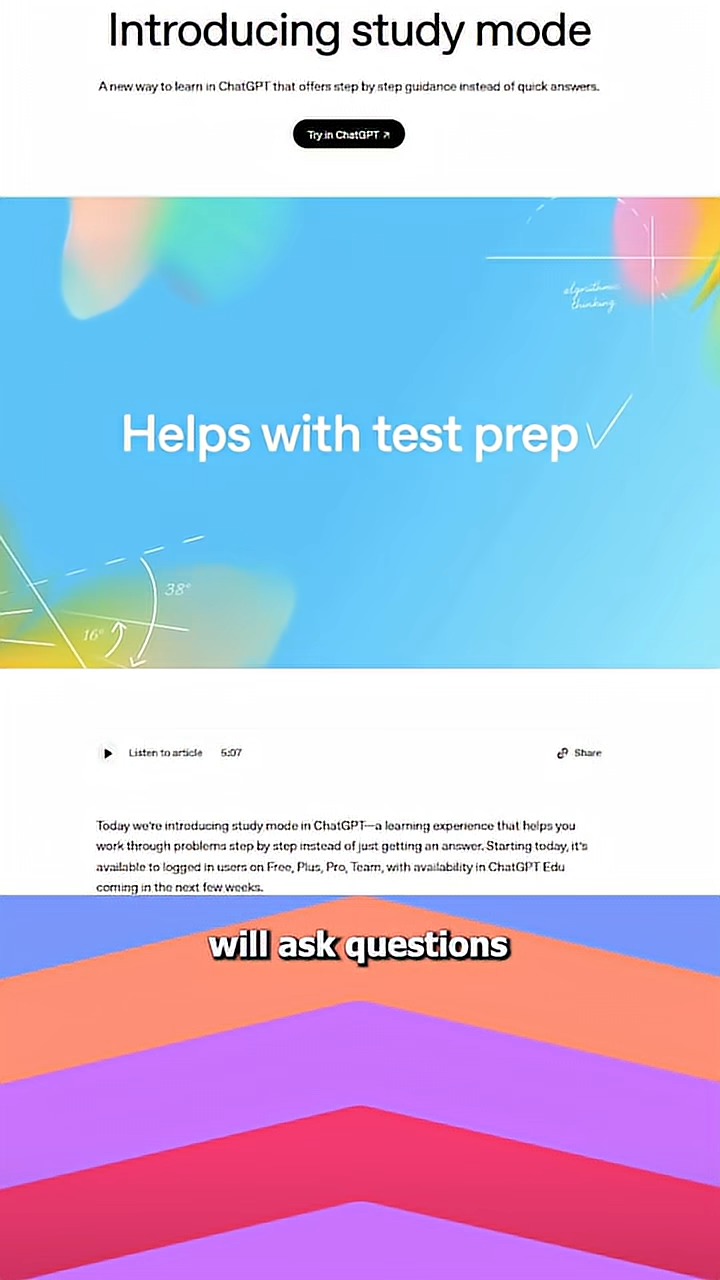 Introducing study mode
A new way to learn in ChatGPT that offers step by step guidance instead of quick answers.
Try in ChatGPT ↗
algorithmic
thinking
Helps with test prep✓
38°
16°
Listen to article 5:07
Share
Today we're introducing study mode in ChatGPT—a learning experience that helps you
work through problems step by step instead of just getting an answer. Starting today, it's
available to logged in users on Free, Plus, Pro, Team, with availability in ChatGPT Edu
coming in the next few weeks.
will ask questions